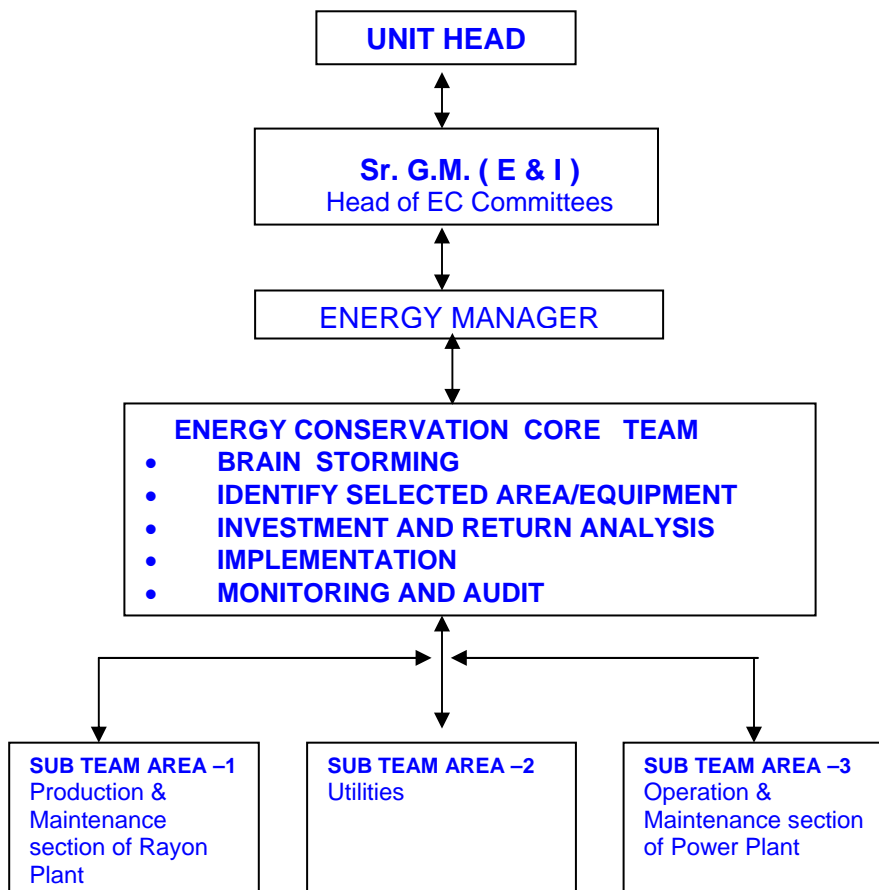 UNIT HEAD
Sr. G.M. ( E & I )
Head of EC Committees
ENERGY MANAGER
ENERGY CONSERVATION CORE TEAM
• BRAIN STORMING
• IDENTIFY SELECTED AREA/EQUIPMENT
• INVESTMENT AND RETURN ANALYSIS
• IMPLEMENTATION
• MONITORING AND AUDIT
SUB TEAM AREA –1
Production &
Maintenance
section of Rayon
Plant
SUB TEAM AREA –2
Utilities
SUB TEAM AREA –3
Operation &
Maintenance section
of Power Plant